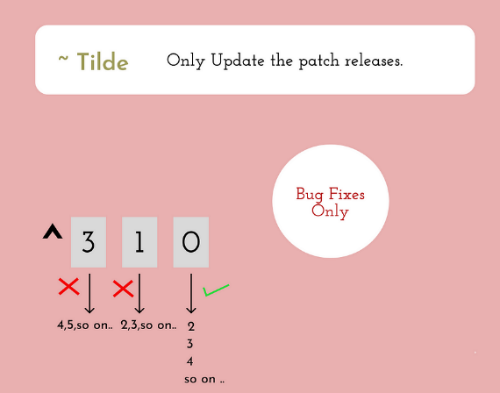 ~ Tilde Only Update the patch releases.
Bug Fixes
Only
^ 3 1 0
4,5,so on.. 2,3,so on.. 2
3
4
so on ..